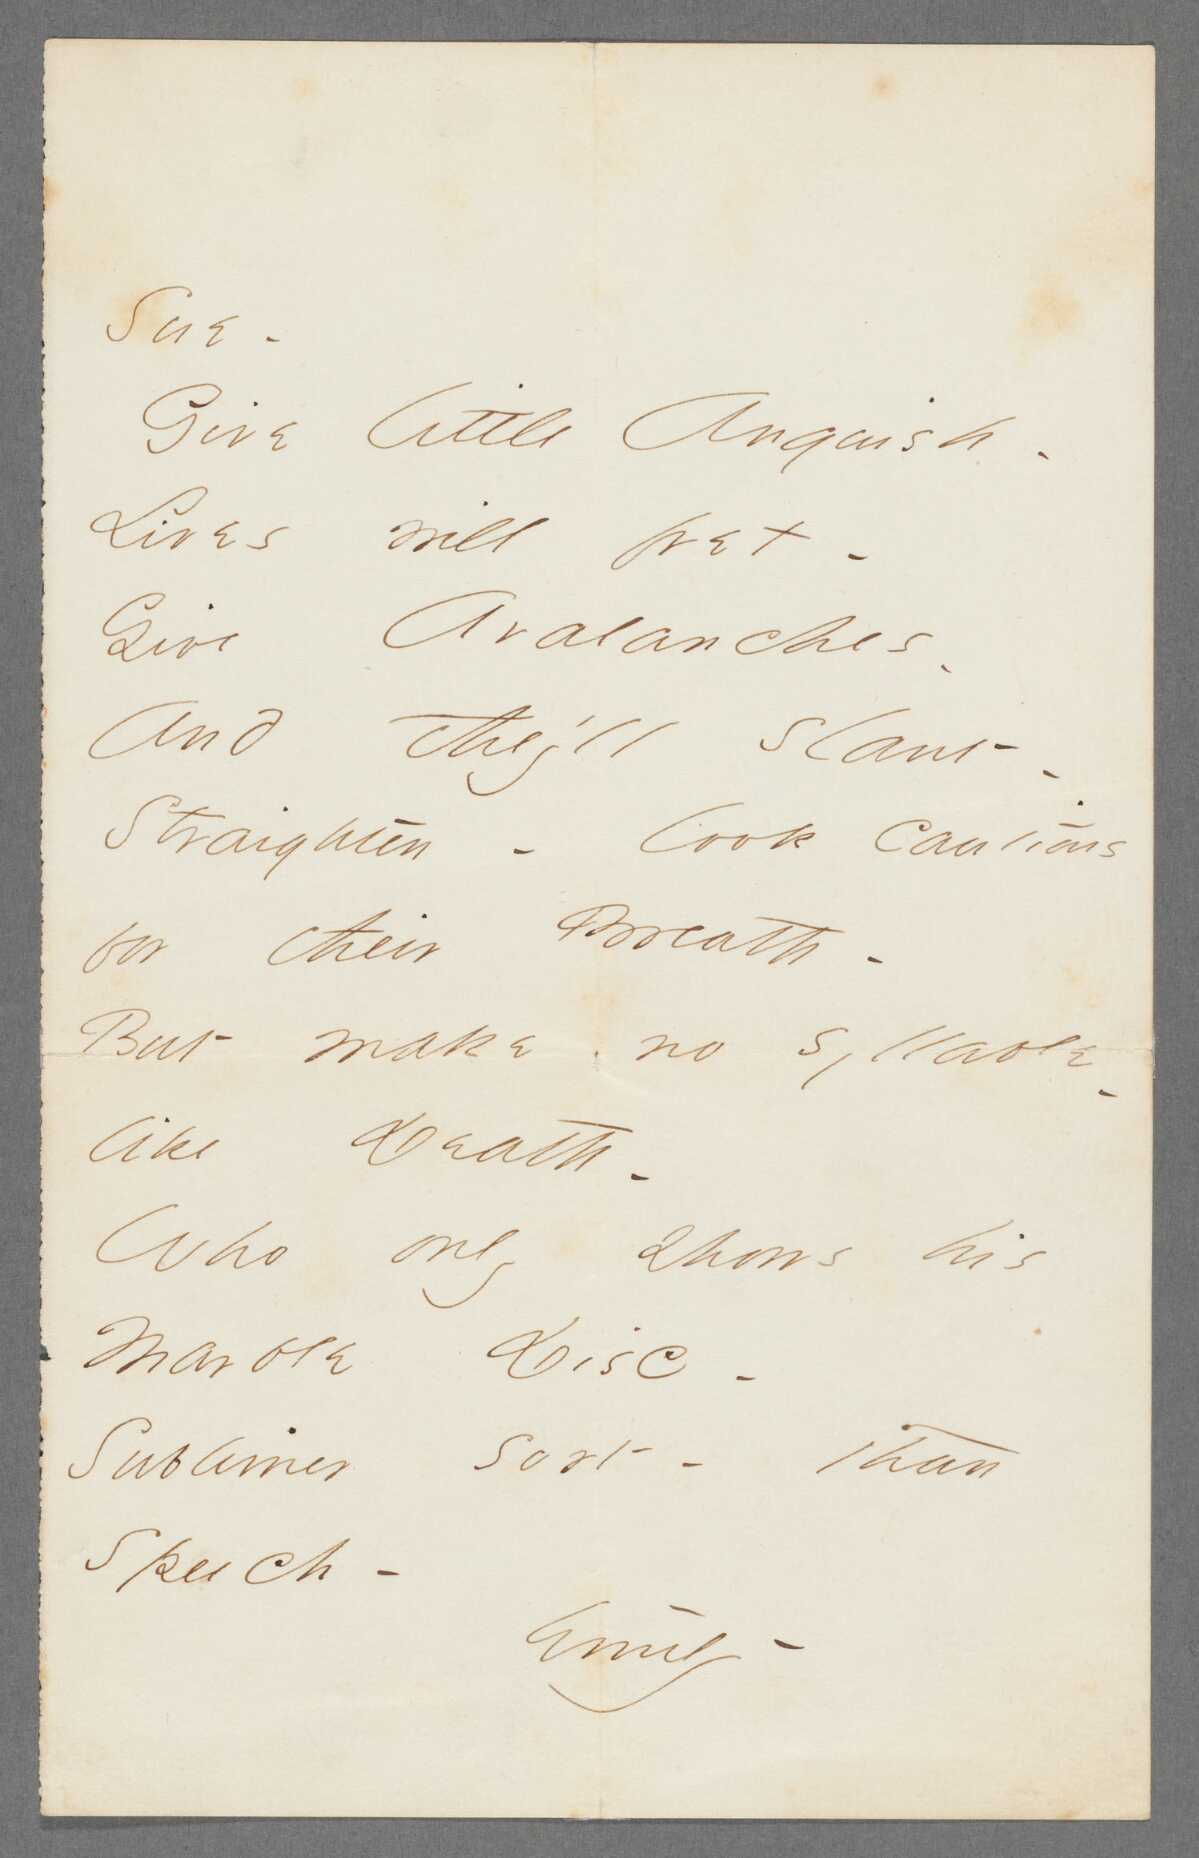 Sue -
Give little Anguish -
Lives will fret -
Give Avalanches -
And they'll slant -
Straighten - look cautious
for their Breath -
But make no syllable -
like Death -
Who only shows his
Marble Disc -
Sublimer sort - than
Speech -
Emily -